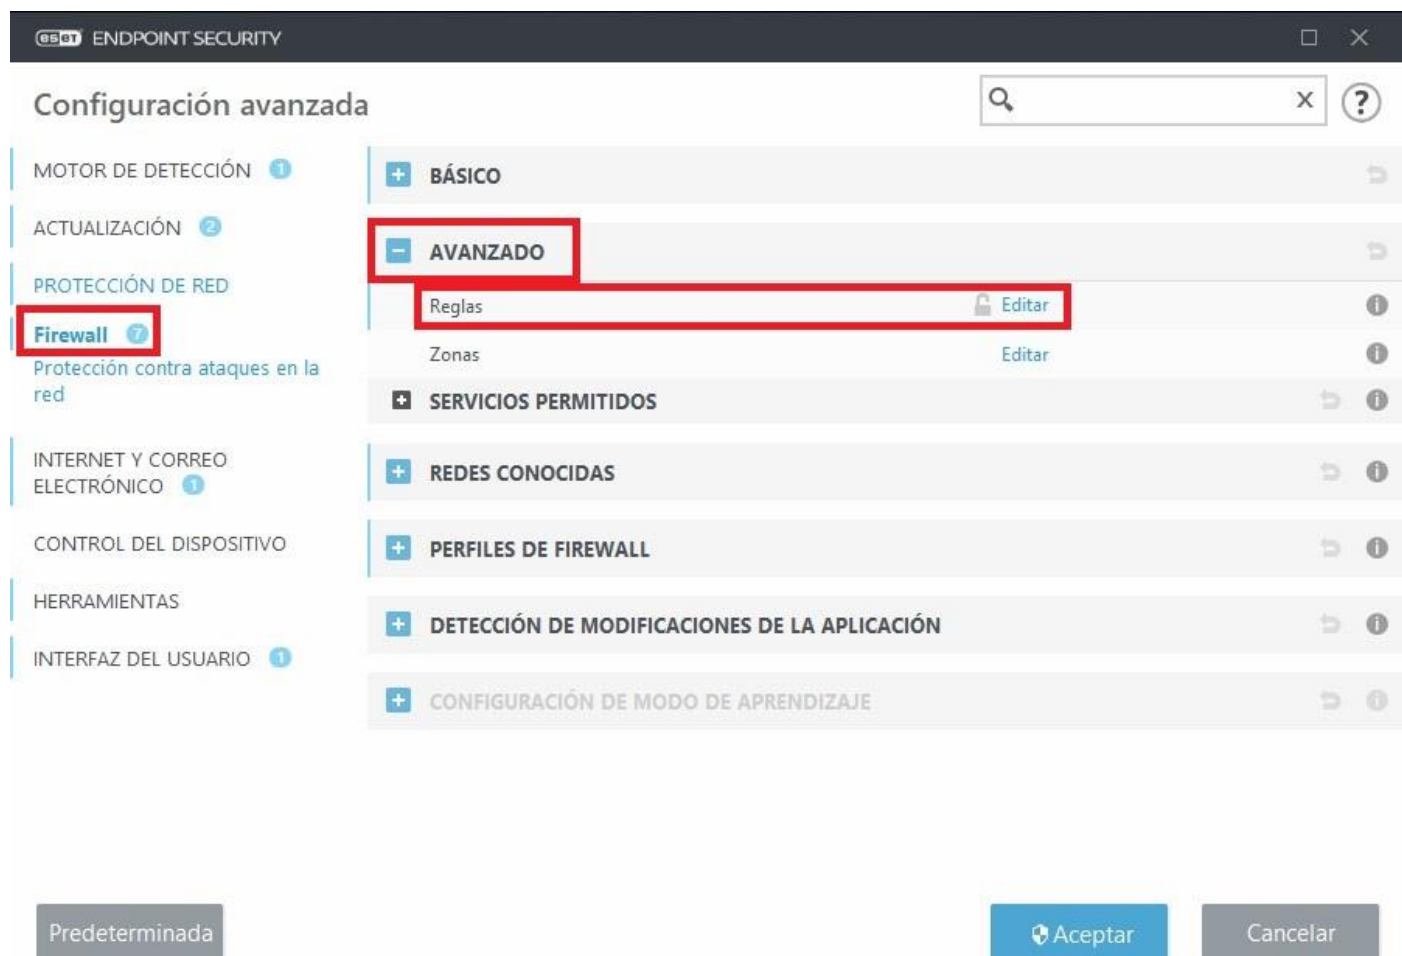 eset ENDPOINT SECURITY
Configuración avanzada
X
?
MOTOR DE DETECCIÓN 1
ACTUALIZACIÓN 2
PROTECCIÓN DE RED
Firewall 7
Protección contra ataques en la
red
INTERNET Y CORREO
ELECTRÓNICO 1
CONTROL DEL DISPOSITIVO
HERRAMIENTAS
INTERFAZ DEL USUARIO 1
BÁSICO
AVANZADO
Reglas Editar
Zonas Editar
SERVICIOS PERMITIDOS
REDES CONOCIDAS
PERFILES DE FIREWALL
DETECCIÓN DE MODIFICACIONES DE LA APLICACIÓN
CONFIGURACIÓN DE MODO DE APRENDIZAJE
Predeterminada
Aceptar
Cancelar